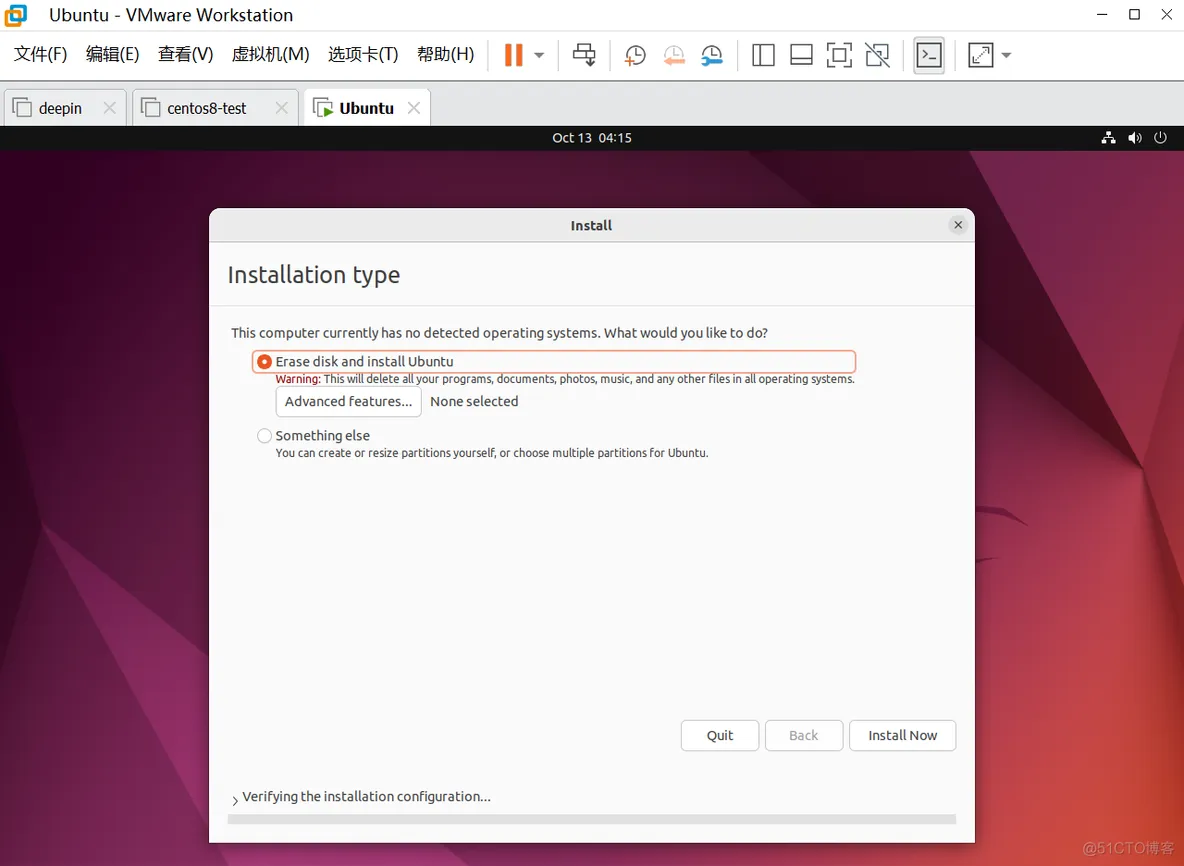 Ubuntu - VMware Workstation
文件(F) 编辑(E) 查看(V) 虚拟机(M) 选项卡(T) 帮助(H)
deepin centos8-test Ubuntu
Oct 13 04:15
Install
Installation type
This computer currently has no detected operating systems. What would you like to do?
Erase disk and install Ubuntu
Warning: This will delete all your programs, documents, photos, music, and any other files in all operating systems.
Advanced features... None selected
Something else
You can create or resize partitions yourself, or choose multiple partitions for Ubuntu.
Quit Back Install Now
Verifying the installation configuration...
@51CTO博客